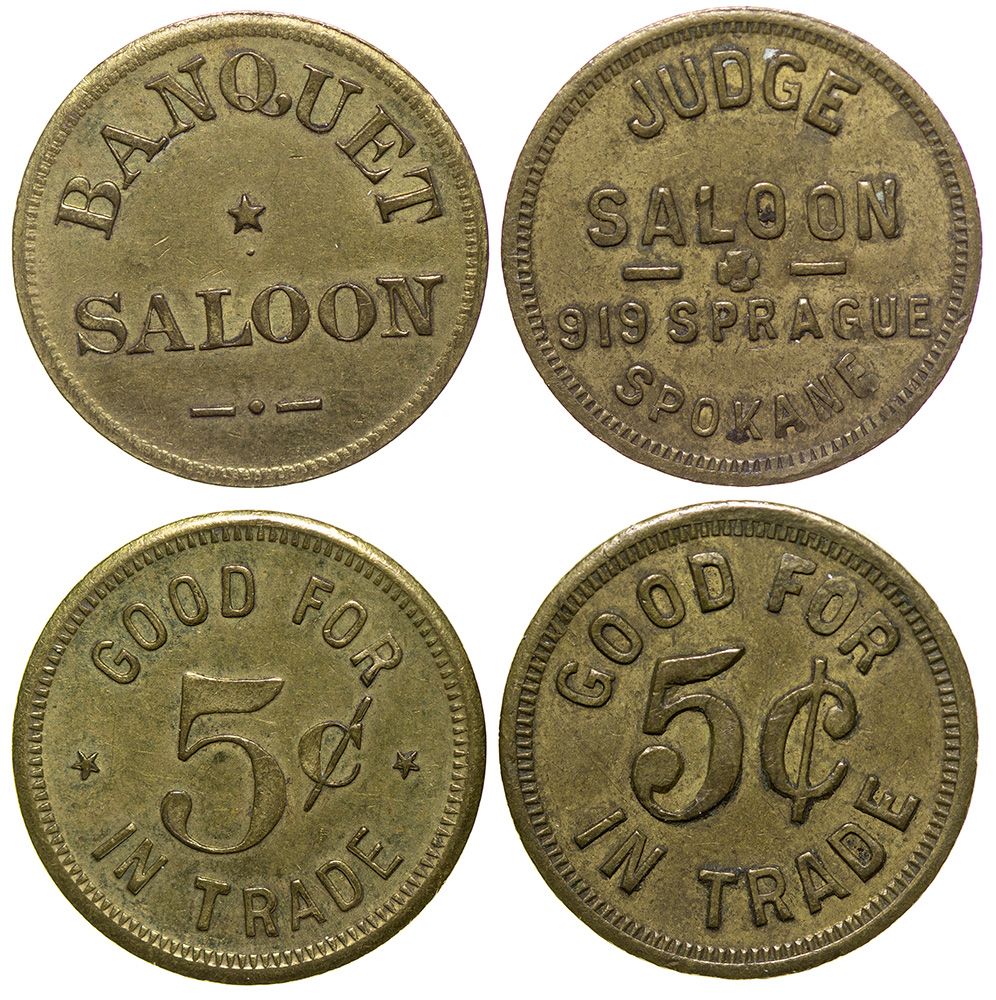 BANQUET
SALOON
JUDGE
SALOON
919 SPRAGUE
SPOKANE
GOOD FOR
5¢
IN TRADE
GOOD FOR
5¢
IN TRADE